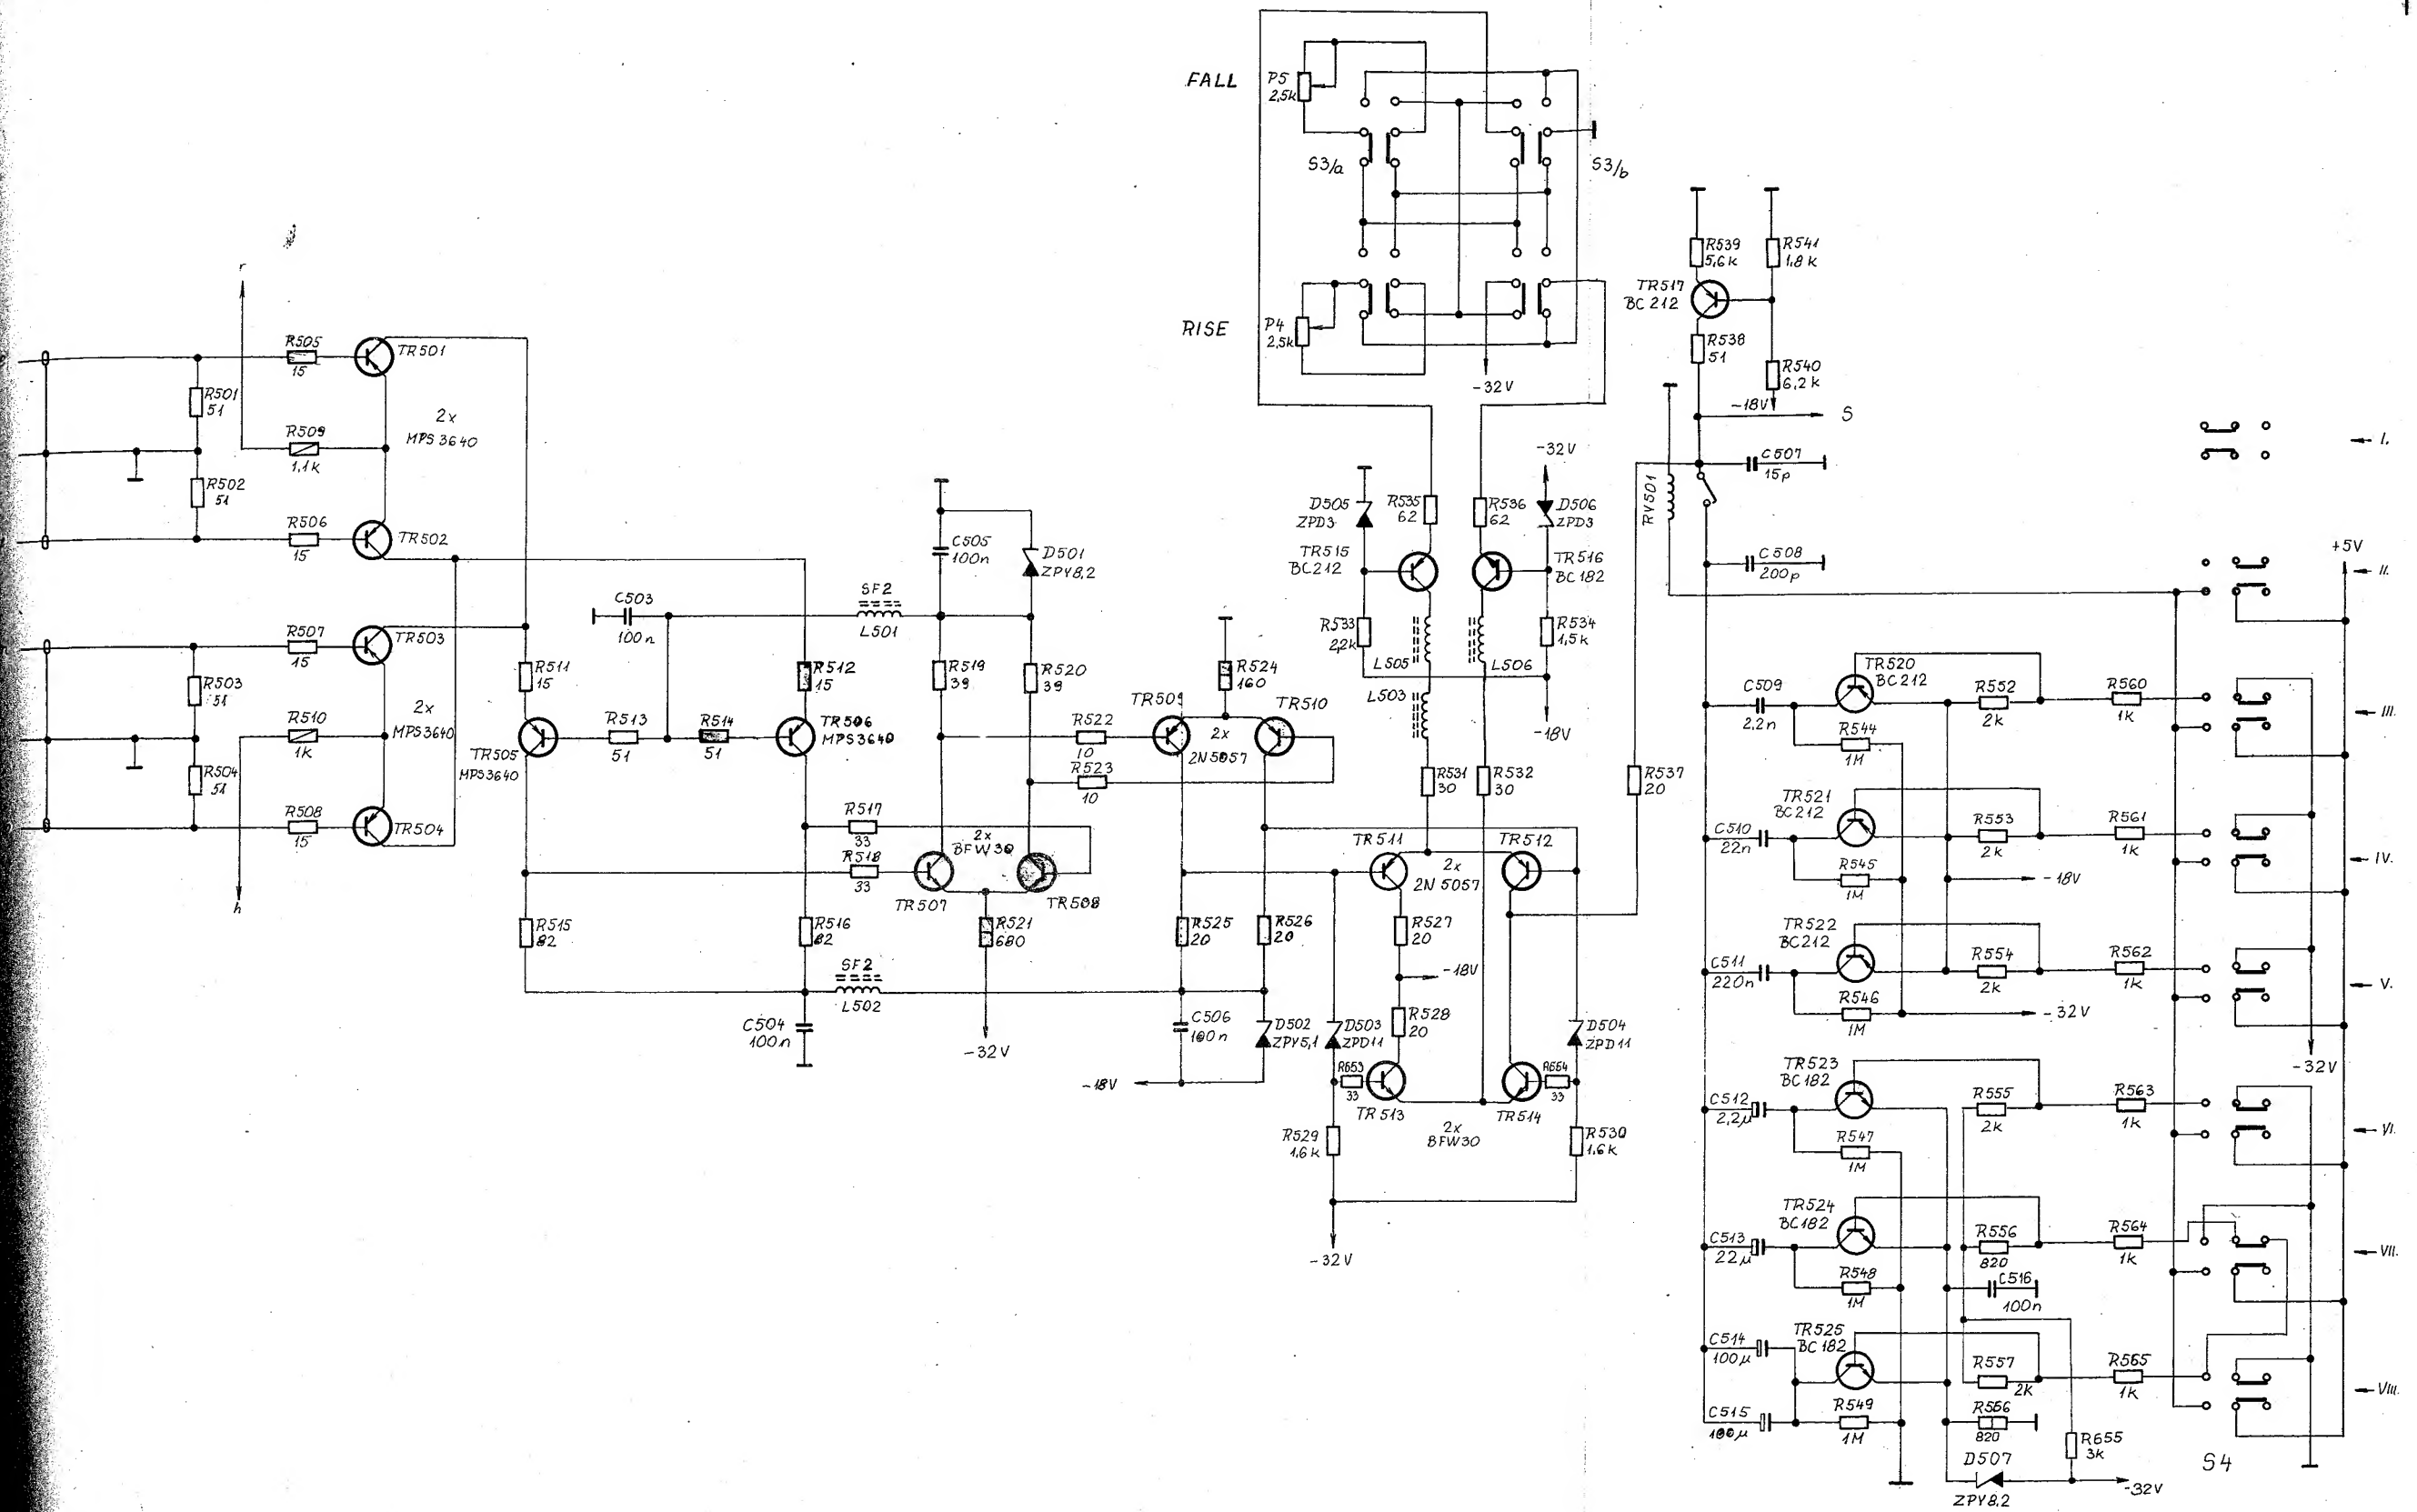 FALL
P5
2,5k
S3/a
S3/b
RISE
P4
2,5k
-32V
R539
5,6k
R541
1,8k
TR517
BC212
R538
51
R540
6,2k
-18V
S
r
R505
15
TR501
R501
51
2x
MPS3640
R509
1,1k
R502
51
R506
15
TR502
R507
15
TR503
R503
51
2x
MPS3640
R510
1k
R504
51
R508
15
TR504
h
C503
100n
SF2
L501
C505
100n
D501
ZPY8,2
R511
15
R512
15
TR505
MPS3640
R513
51
R514
51
TR506
MPS3640
R519
39
R520
39
R522
10
R523
10
R517
33
R518
33
2x
BFW30
TR507
TR508
R515
82
R516
82
R521
680
SF2
L502
C504
100n
-32V
R524
160
TR509
TR510
2x
2N5057
R525
20
R526
20
C506
100n
D502
ZPY5,1
-18V
D503
ZPD11
D504
ZPD11
D505
ZPD3
R535
62
R536
62
-32V
D506
ZPD3
TR515
BC212
TR516
BC182
R533
2,2k
R534
1,5k
L505
L506
L503
-18V
R531
30
R532
30
R537
20
TR511
TR512
2x
2N5057
R527
20
-18V
R528
20
R653
33
R664
33
TR513
TR514
2x
BFW30
R529
1,6k
R530
1,6k
-32V
RV501
C507
15p
C508
200p
C509
2,2n
TR520
BC212
R544
1M
R552
2k
R560
1k
C510
22n
TR521
BC212
R545
1M
R553
2k
R561
1k
-18V
C511
220n
TR522
BC212
R546
1M
R554
2k
R562
1k
-32V
C512
2,2µ
TR523
BC182
R547
1M
R555
2k
R563
1k
C513
22µ
TR524
BC182
R548
1M
R556
820
R564
1k
C516
100n
C514
100µ
TR525
BC182
C515
100µ
R549
1M
R557
2K
R565
1k
R556
820
R655
3k
D507
ZPY8,2
-32V
+5V
-32V
I.
II.
III.
IV.
V.
VI.
VII.
VIII.
S4